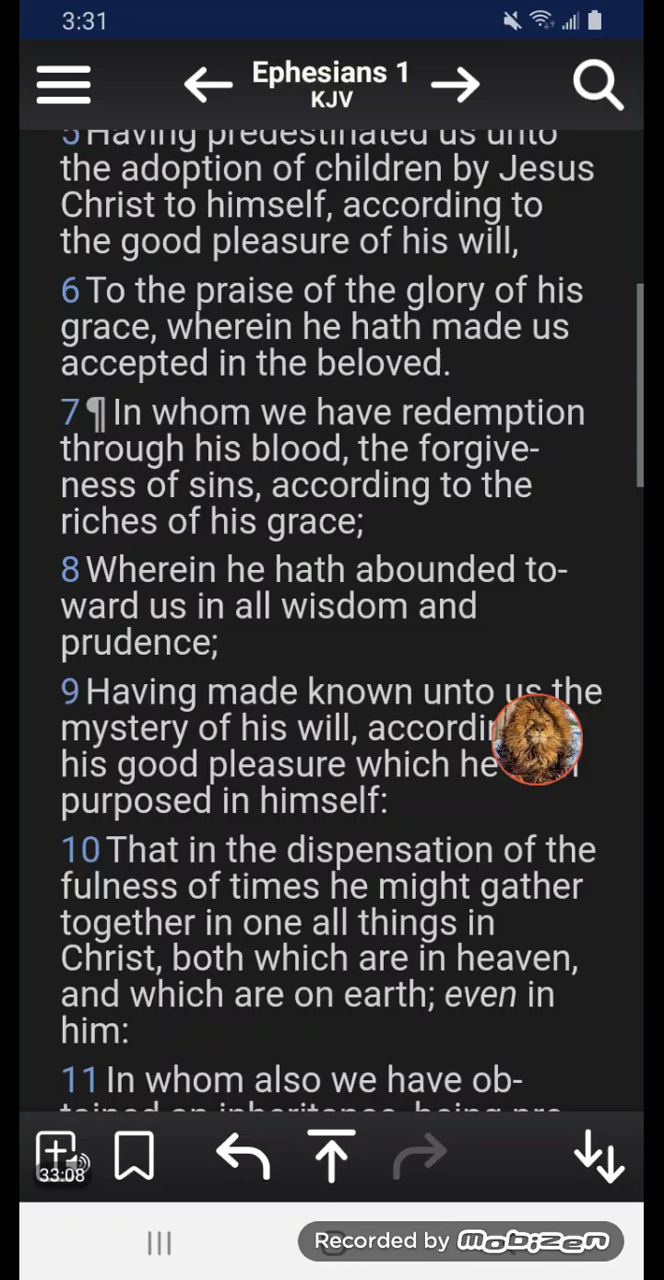 3:31
Ephesians 1
KJV
5 Having predestinated us unto
the adoption of children by Jesus
Christ to himself, according to
the good pleasure of his will,
6 To the praise of the glory of his
grace, wherein he hath made us
accepted in the beloved.
7 ¶ In whom we have redemption
through his blood, the forgive-
ness of sins, according to the
riches of his grace;
8 Wherein he hath abounded to-
ward us in all wisdom and
prudence;
9 Having made known unto us the
mystery of his will, accordin
his good pleasure which he
purposed in himself:
10 That in the dispensation of the
fulness of times he might gather
together in one all things in
Christ, both which are in heaven,
and which are on earth; even in
him:
11 In whom also we have ob-
tained an inheritance, being pre-
33:08
Recorded by mobizen